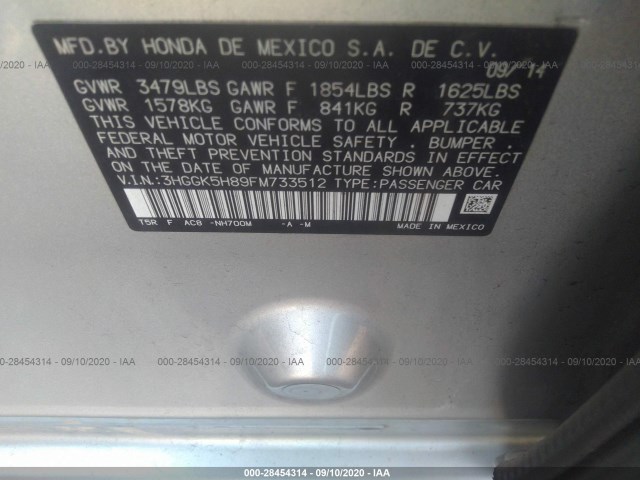 MFD.BY HONDA DE MEXICO S.A. DE C.V.
09/14
GVWR 3479LBS GAWR F 1854LBS R 1625LBS
GVWR 1578KG GAWR F 841KG R 737KG
THIS VEHICLE CONFORMS TO ALL APPLICABLE
FEDERAL MOTOR VEHICLE SAFETY , BUMPER ,
AND THEFT PREVENTION STANDARDS IN EFFECT
ON THE DATE OF MANUFACTURE SHOWN ABOVE.
V.I.N.:3HGGK5H89FM733512 TYPE:PASSENGER CAR
T5R F AC8 -NH700M -A -M MADE IN MEXICO
000-28454314 - 09/10/2020 - IAA